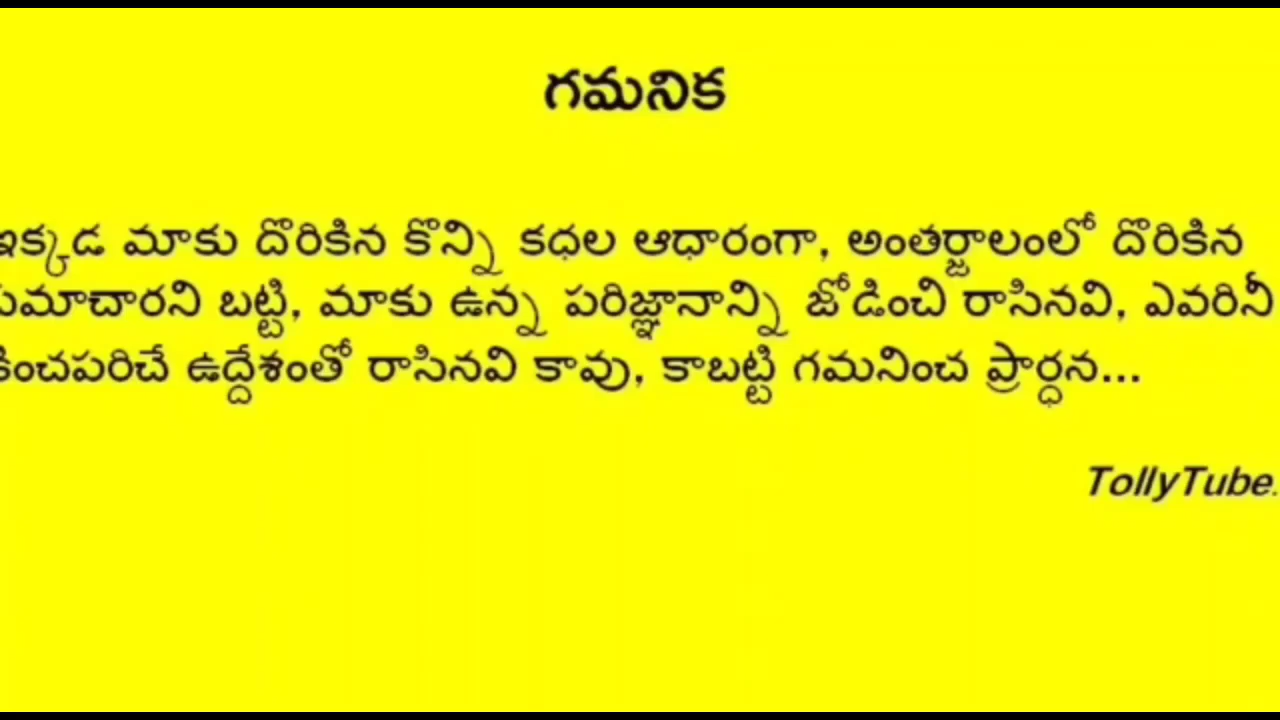 గమనిక
ఇక్కడ మాకు దొరికిన కొన్ని కధల ఆధారంగా, అంతర్జాలంలో దొరికిన
సమాచారని బట్టి, మాకు ఉన్న పరిజ్ఞానాన్ని జోడించి రాసినవి, ఎవరినీ
కించపరిచే ఉద్దేశంతో రాసినవి కావు, కాబట్టి గమనించ ప్రార్ధన...
TollyTube.